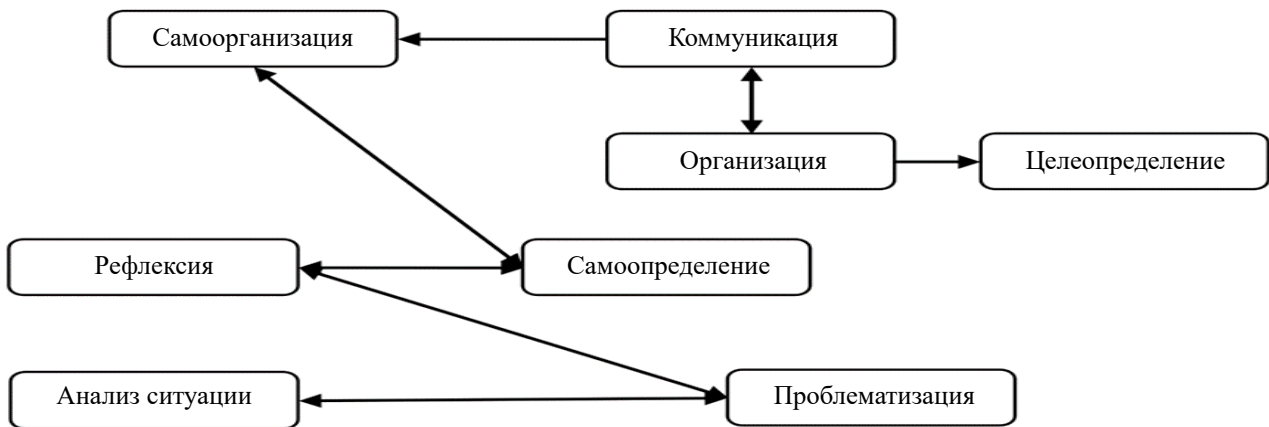 Самоорганизация
Коммуникация
Организация
Целеопределение
Рефлексия
Самоопределение
Анализ ситуации
Проблематизация